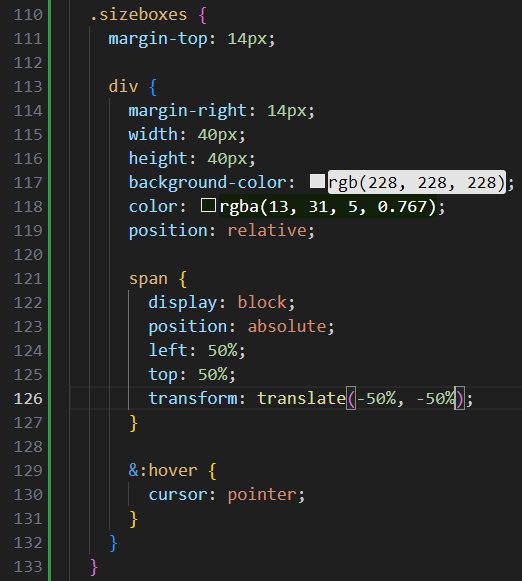 110 .sizeboxes {
111 margin-top: 14px;
112
113 div {
114 margin-right: 14px;
115 width: 40px;
116 height: 40px;
117 background-color: rgb(228, 228, 228);
118 color: rgba(13, 31, 5, 0.767);
119 position: relative;
120
121 span {
122 display: block;
123 position: absolute;
124 left: 50%;
125 top: 50%;
126 transform: translate(-50%, -50%);
127 }
128
129 &:hover {
130 cursor: pointer;
131 }
132 }
133 }